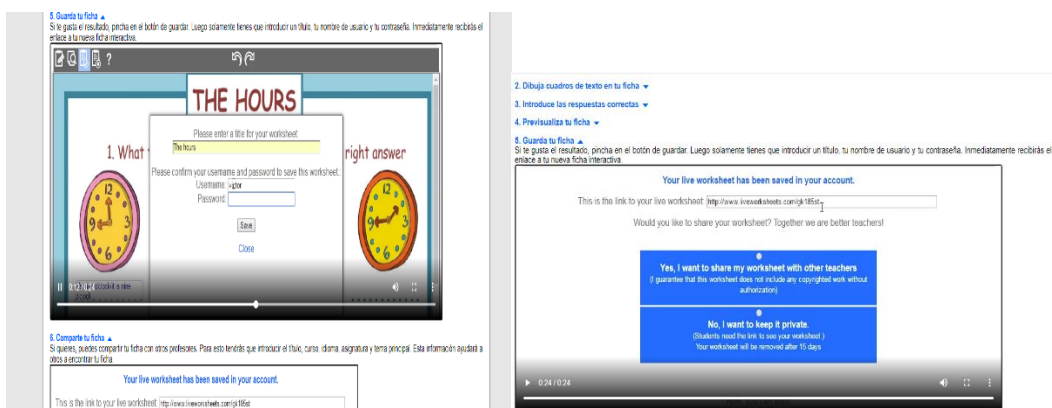 5. Guarda tu ficha
Si te gusta el resultado, pincha en el botón de guardar. Luego solamente tienes que introducir un título, tu nombre de usuario y tu contraseña. Inmediatamente recibirás el
enlace a tu nueva ficha interactiva.
THE HOURS
Please enter a title for your worksheet
The hours
1. What
right answer
Please confirm your username and password to save this worksheet:
Username: victor
Password:
Save
Close
6. Comparte tu ficha
Si quieres, puedes compartir tu ficha con otros profesores. Para esto tendrás que introducir el título, curso, idioma, asignatura y tema principal. Esta información ayudará a
otros a encontrar tu ficha.
Your live worksheet has been saved in your account.
This is the link to your live worksheet: http://www.liveworksheets.com/gk185st
2. Dibuja cuadros de texto en tu ficha
3. Introduce las respuestas correctas
4. Previsualiza tu ficha
5. Guarda tu ficha
Si te gusta el resultado, pincha en el botón de guardar. Luego solamente tienes que introducir un título, tu nombre de usuario y tu contraseña. Inmediatamente recibirás el
enlace a tu nueva ficha interactiva.
Your live worksheet has been saved in your account.
This is the link to your live worksheet: http://www.liveworksheets.com/gk185st
Would you like to share your worksheet? Together we are better teachers!
Yes, I want to share my worksheet with other teachers
(I guarantee that this worksheet does not include any copyrighted work without
authorization)
No, I want to keep it private.
(Students need the link to see your worksheet.)
Your worksheet will be removed after 15 days
0:24 / 0:24